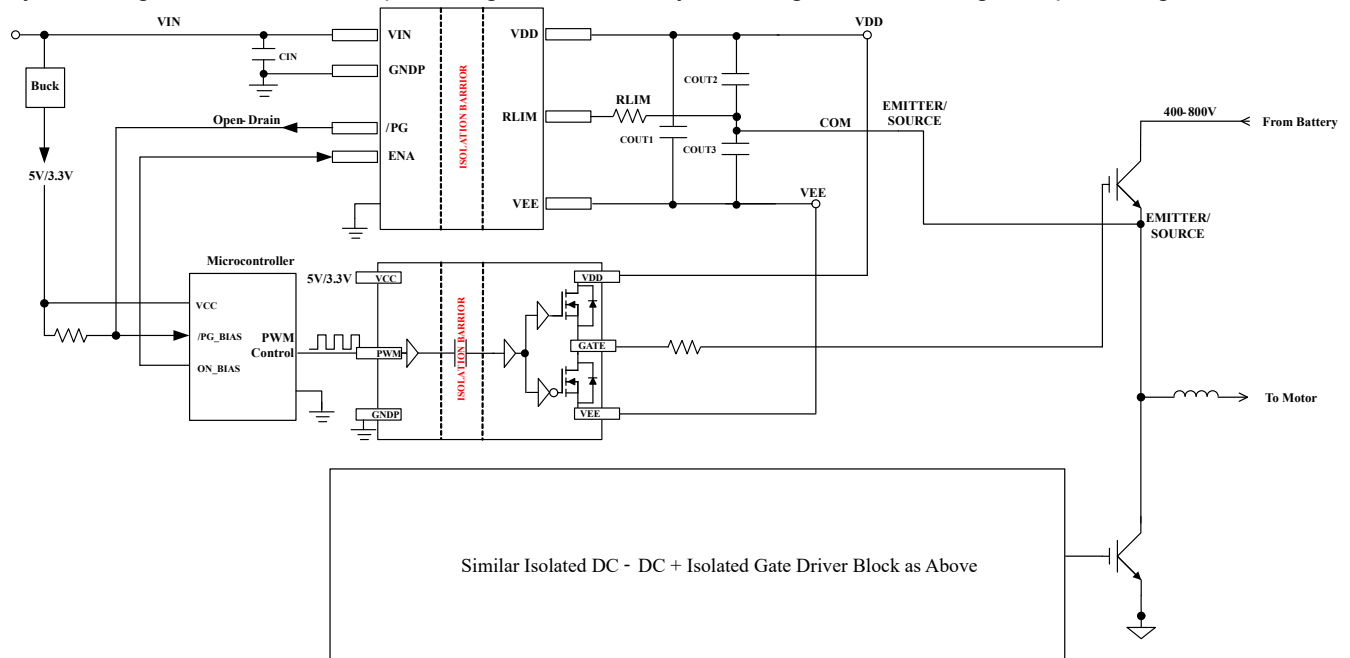 VIN
VDD
VIN
VDD
CIN
Buck
GNDP
COUT2
RLIM
EMITTER/
SOURCE
400-800V
From Battery
Open-Drain
/PG
RLIM
COM
COUT1
ENA
COUT3
ISOLATION BARRIER
5V/3.3V
VEE
VEE
EMITTER/
SOURCE
Microcontroller
5V/3.3V
VCC
VDD
VCC
ISOLATION BARRIER
/PG_BIAS
PWM
Control
PWM
GATE
ON_BIAS
GNDP
VEE
To Motor
Similar Isolated DC - DC + Isolated Gate Driver Block as Above